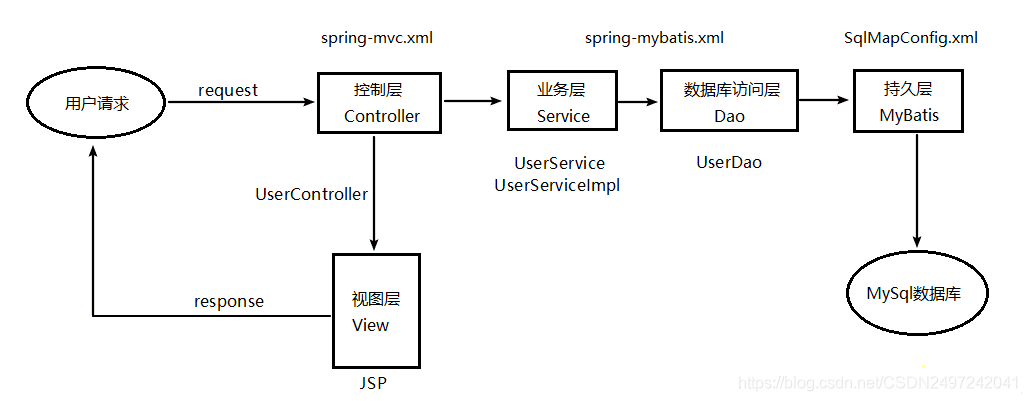 spring-mvc.xml
spring-mybatis.xml
SqlMapConfig.xml
用户请求
request
控制层
Controller
业务层
Service
数据库访问层
Dao
持久层
MyBatis
UserService
UserServiceImpl
UserDao
UserController
视图层
View
response
MySql数据库
JSP
https://blog.csdn.net/CSDN2497242041